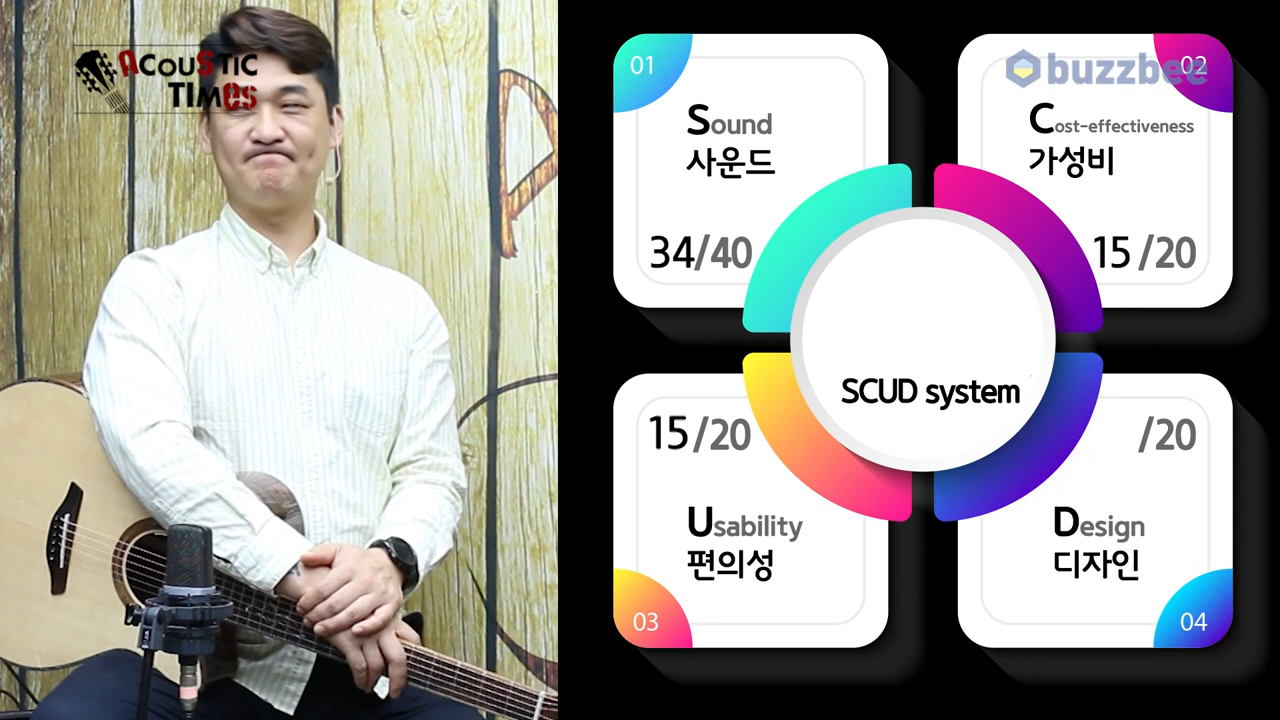 ACOUSTIC
TIMES
01
Sound
사운드
34/40
buzzbee
02
Cost-effectiveness
가성비
15/20
SCUD system
15/20
Usability
편의성
03
/20
Design
디자인
04